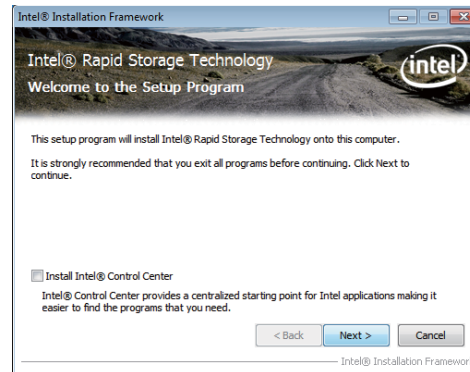 Intel® Installation Framework
Intel® Rapid Storage Technology
Welcome to the Setup Program
intel
This setup program will install Intel® Rapid Storage Technology onto this computer.
It is strongly recommended that you exit all programs before continuing. Click Next to
continue.
Install Intel® Control Center
Intel® Control Center provides a centralized starting point for Intel applications making it
easier to find the programs that you need.
< Back Next > Cancel
Intel® Installation Framewor